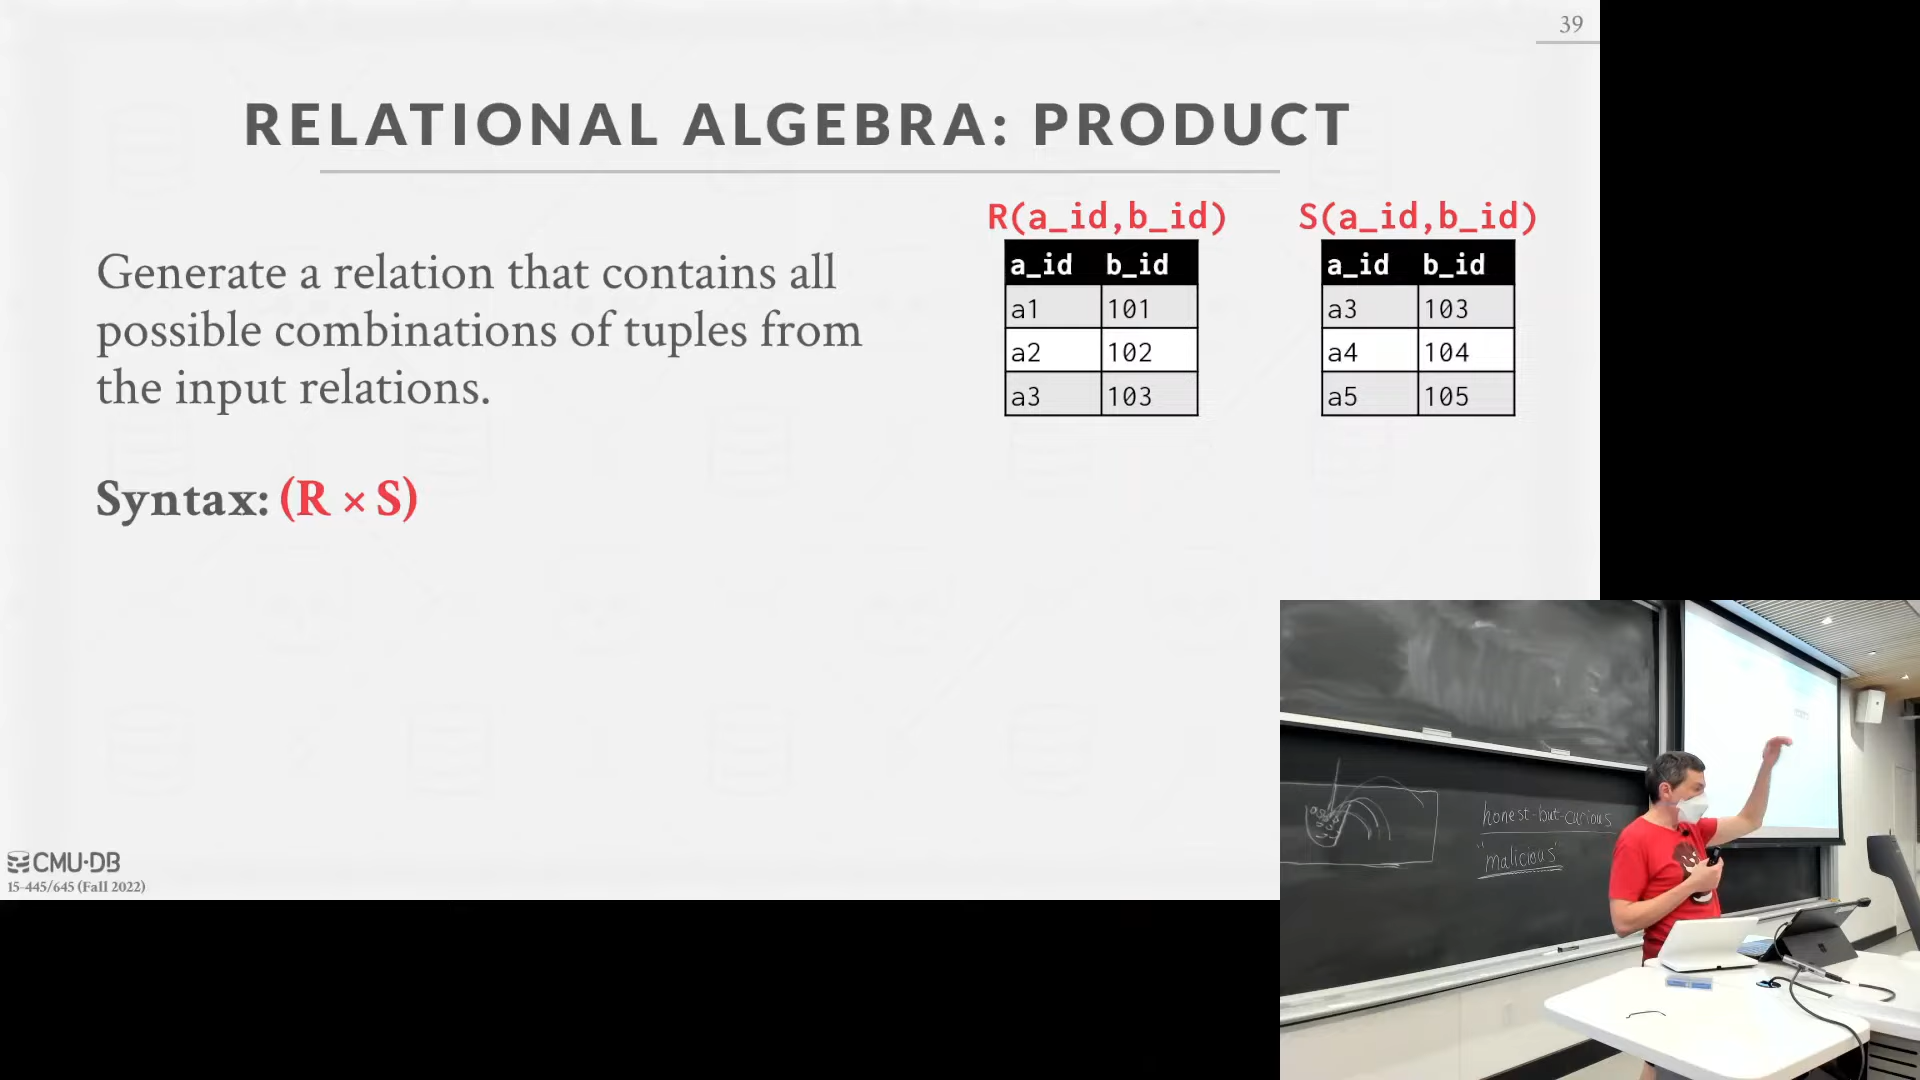 39
RELATIONAL ALGEBRA: PRODUCT
Generate a relation that contains all
possible combinations of tuples from
the input relations.
Syntax: (R × S)
R(a_id,b_id)
a_id b_id
a1 101
a2 102
a3 103
S(a_id,b_id)
a_id b_id
a3 103
a4 104
a5 105
CMU·DB
15-445/645 (Fall 2022)
honest-but-curious
"malicious"